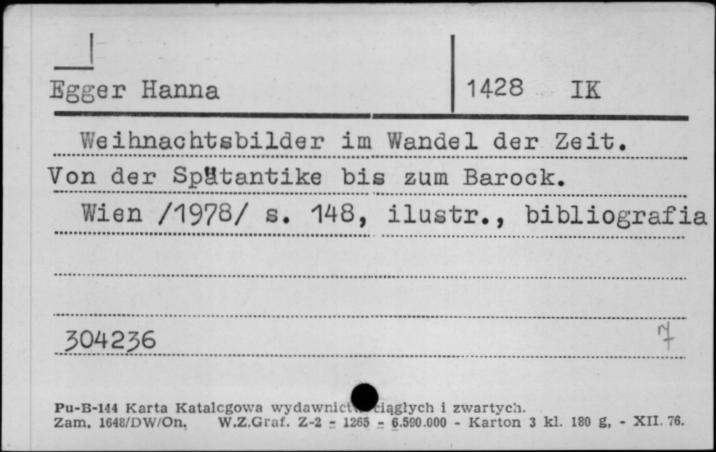 Egger Hanna 1428 IK
Weihnachtsbilder im Wandel der Zeit.
Von der Spätantike bis zum Barock.
Wien /1978/ s. 148, ilustr., bibliografia
304236 7
Pu-B-144 Karta Katalogowa ciągłych i zwartych.
Zam. 1648/DW/On. W.Z.Graf. Z-2 = 1265 = 6.590.000 - Karton 3 kl. 180 g, - XII. 76.